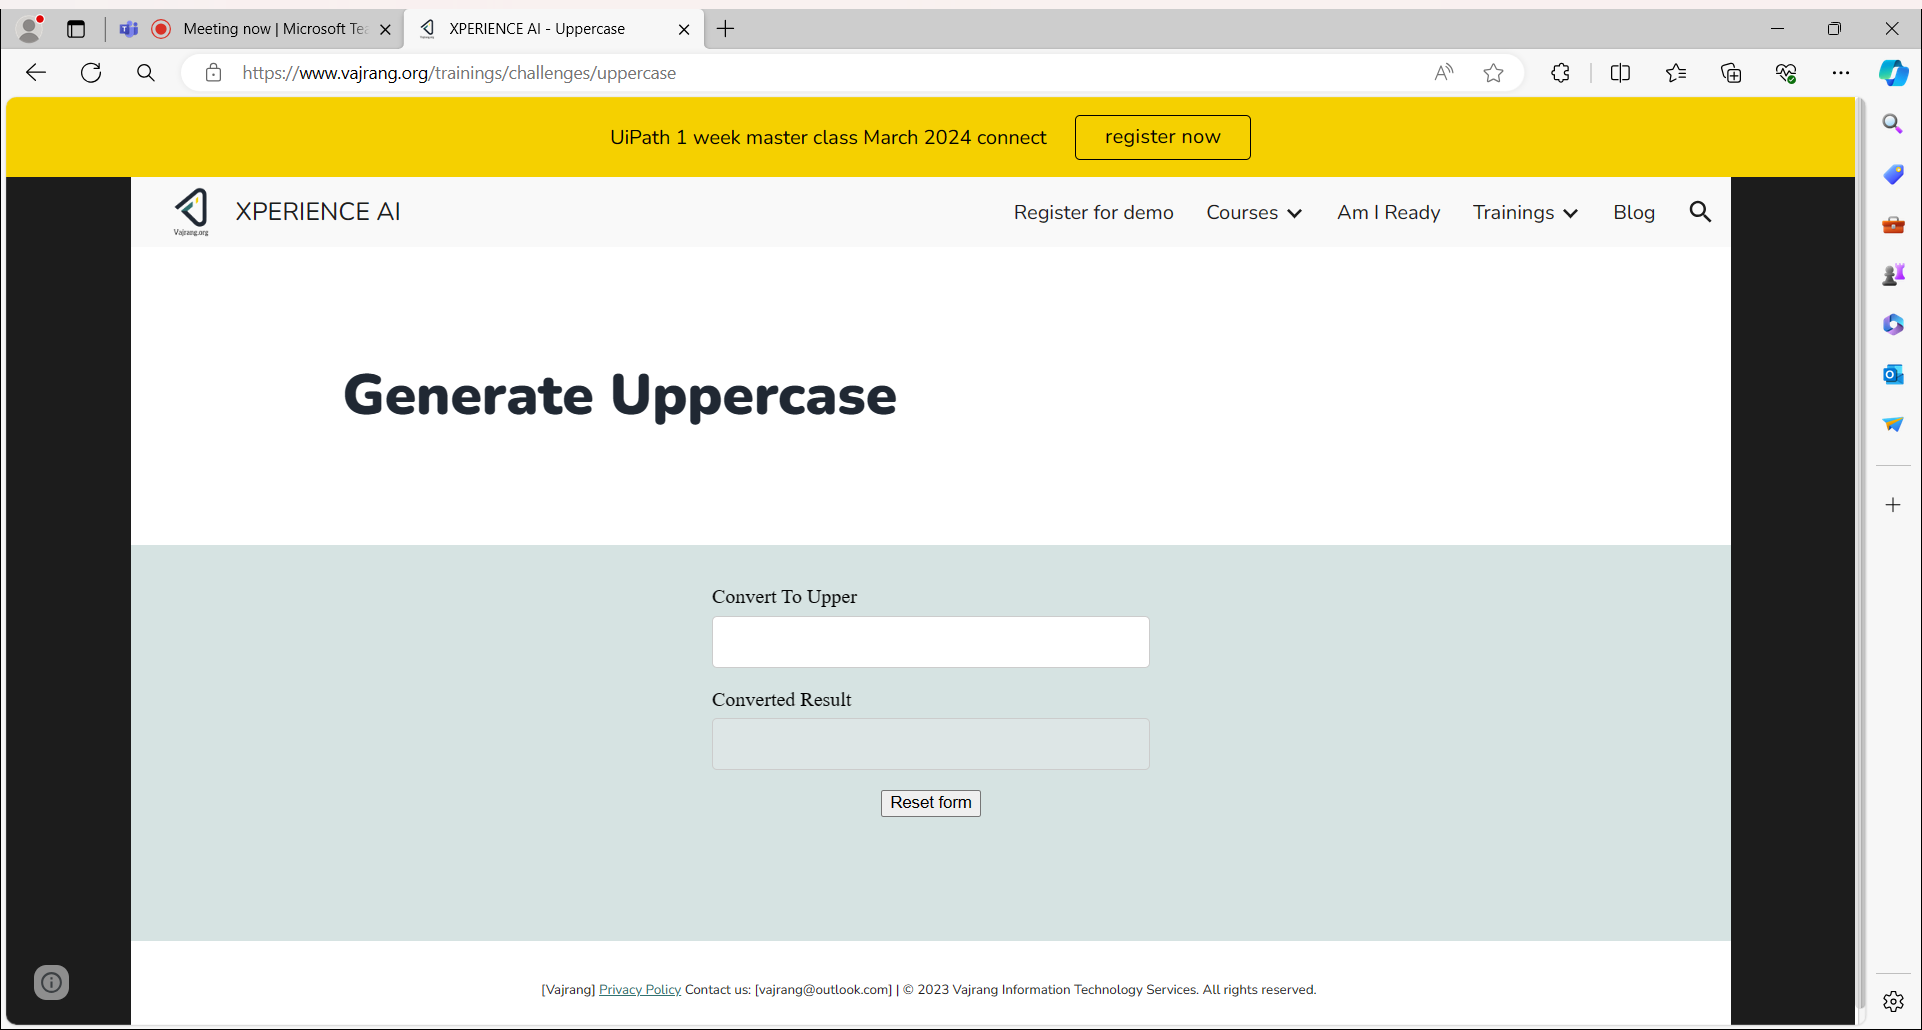 Meeting now | Microsoft Te
XPERIENCE AI - Uppercase
https://www.vajrang.org/trainings/challenges/uppercase
UiPath 1 week master class March 2024 connect
register now
Vajrang.org
XPERIENCE AI
Register for demo
Courses
Am I Ready
Trainings
Blog
Generate Uppercase
Convert To Upper
Converted Result
Reset form
[Vajrang] Privacy Policy Contact us: [vajrang@outlook.com] | © 2023 Vajrang Information Technology Services. All rights reserved.